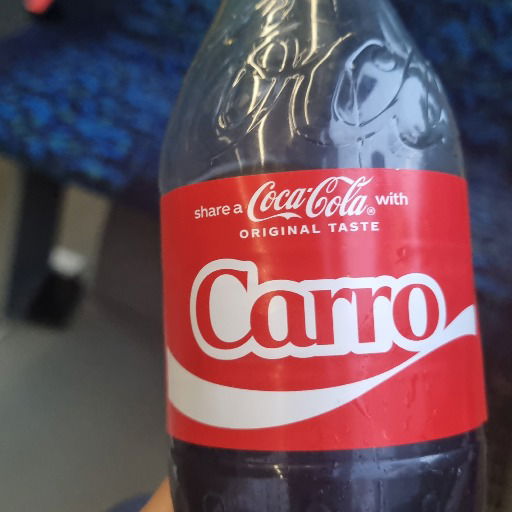 share a Coca-Cola® with
ORIGINAL TASTE
Carro